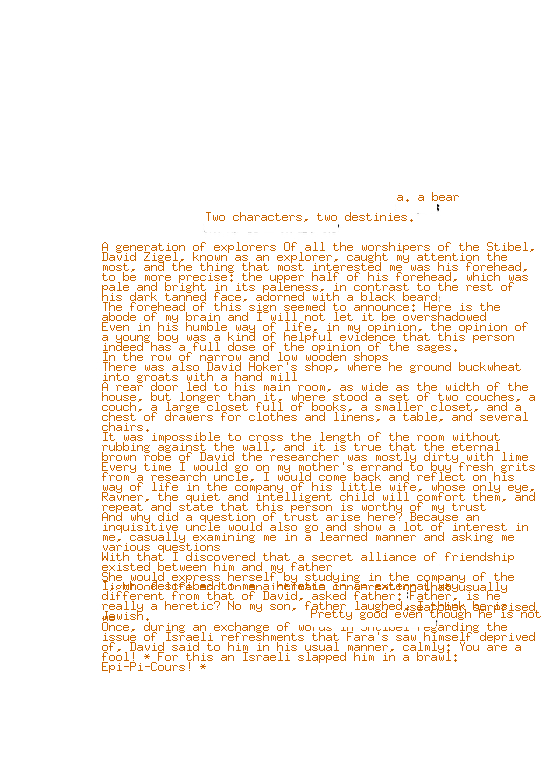 a. a bear
Two characters, two destinies.
A generation of explorers Of all the worshipers of the Stibel,
David Zigel, known as an explorer, caught my attention the
most, and the thing that most interested me was his forehead,
to be more precise: the upper half of his forehead, which was
pale and bright in its paleness, in contrast to the rest of
his dark tanned face, adorned with a black beard
The forehead of this sign seemed to announce: Here is the
abode of my brain and I will not let it be overshadowed
Even in his humble way of life, in my opinion, the opinion of
a young boy was a kind of helpful evidence that this person
indeed has a full dose of the opinion of the sages.
In the row of narrow and low wooden shops
There was also David Hoker's shop, where he ground buckwheat
into groats with a hand mill
A rear door led to his main room, as wide as the width of the
house, but longer than it, where stood a set of two couches, a
couch, a large closet full of books, a smaller closet, and a
chest of drawers for clothes and linens, a table, and several
chairs.
It was impossible to cross the length of the room without
rubbing against the wall, and it is true that the eternal
brown robe of David the researcher was mostly dirty with lime
Every time I would go on my mother's errand to buy fresh grits
from a research uncle, I would come back and reflect on his
way of life in the company of his little wife, whose only eye,
Ravner, the quiet and intelligent child will comfort them, and
repeat and state that this person is worthy of my trust
And why did a question of trust arise here? Because an
inquisitive uncle would also go and show a lot of interest in
me, casually examining me in a learned manner and asking me
various questions
With that I discovered that a secret alliance of friendship
existed between him and my father
She would express herself by studying in the company of the
different from that of David, asked father: Father, is he
really a heretic? No my son, father laughed,
Jewish.
Pretty good even though he is not
Once, during an exchange of words in Shtibel regarding the
issue of Israeli refreshments that Fara's saw himself deprived
of, David said to him in his usual manner, calmly: You are a
fool! * For this an Israeli slapped him in a brawl:
Epi-Pi-Cours! *